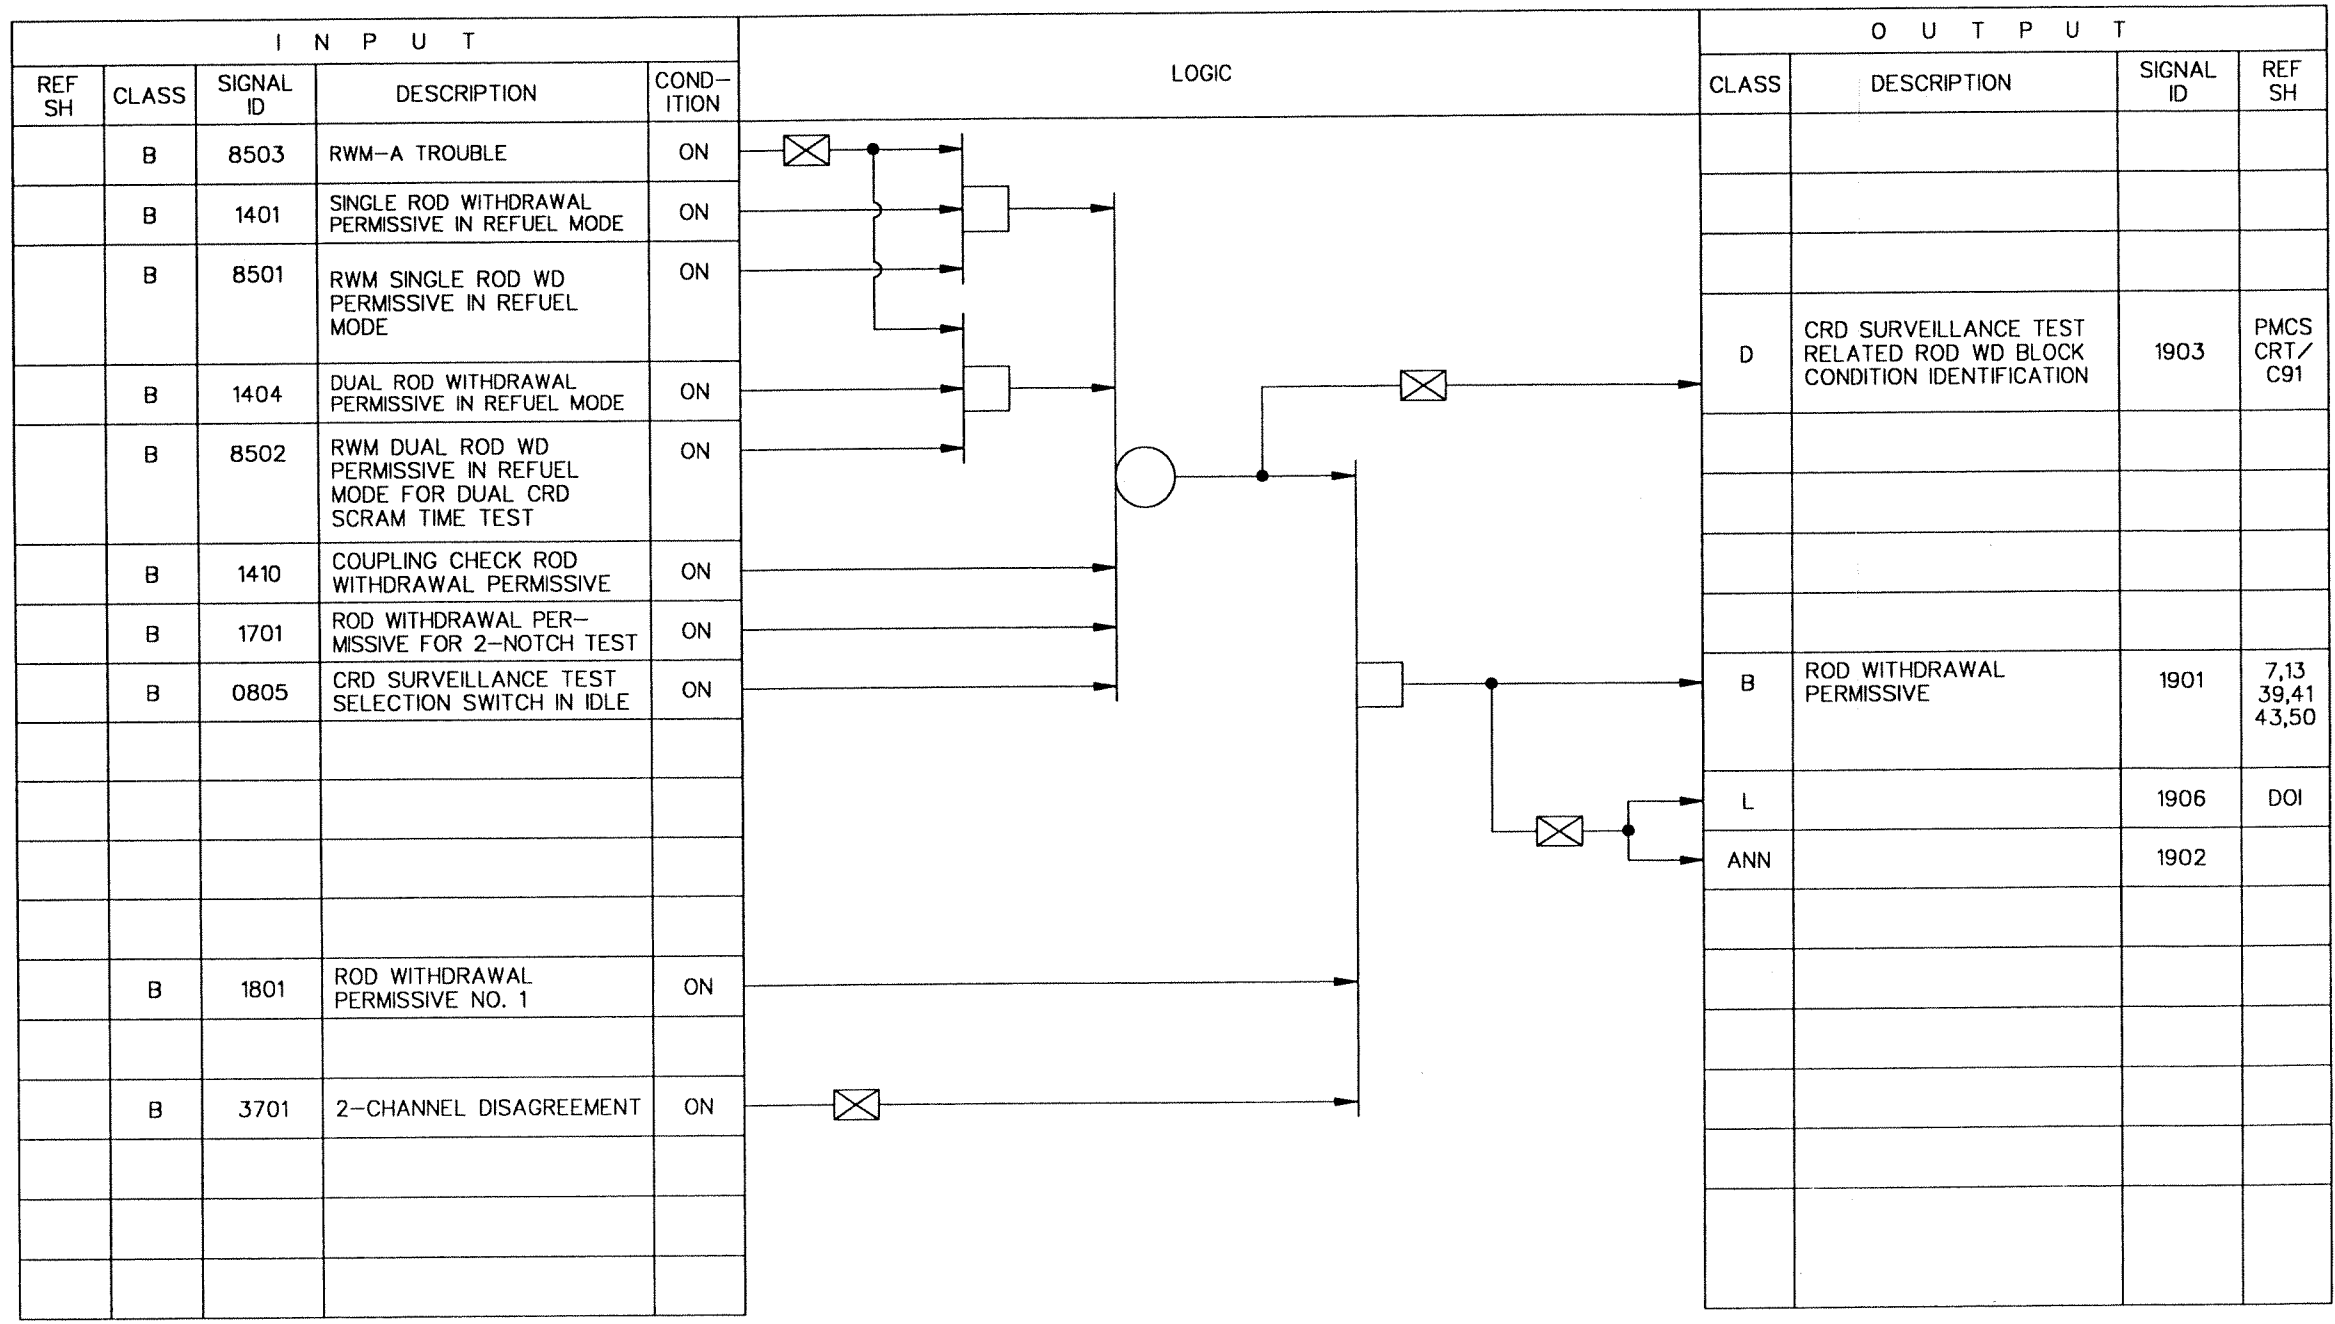 I N P U T
LOGIC
O U T P U T
REF
SH
CLASS
SIGNAL
ID
DESCRIPTION
COND-
ITION
CLASS
DESCRIPTION
SIGNAL
ID
REF
SH
B 8503 RWM-A TROUBLE ON
B 1401
SINGLE ROD WITHDRAWAL
PERMISSIVE IN REFUEL MODE
ON
B 8501
RWM SINGLE ROD WD
PERMISSIVE IN REFUEL
MODE
ON
B 1404
DUAL ROD WITHDRAWAL
PERMISSIVE IN REFUEL MODE
ON
B 8502
RWM DUAL ROD WD
PERMISSIVE IN REFUEL
MODE FOR DUAL CRD
SCRAM TIME TEST
ON
B 1410
COUPLING CHECK ROD
WITHDRAWAL PERMISSIVE
ON
B 1701
ROD WITHDRAWAL PER-
MISSIVE FOR 2-NOTCH TEST
ON
B 0805
CRD SURVEILLANCE TEST
SELECTION SWITCH IN IDLE
ON
B 1801
ROD WITHDRAWAL
PERMISSIVE NO. 1
ON
B 3701 2-CHANNEL DISAGREEMENT ON
D
CRD SURVEILLANCE TEST
RELATED ROD WD BLOCK
CONDITION IDENTIFICATION
1903
PMCS
CRT/
C91
B
ROD WITHDRAWAL
PERMISSIVE
1901
7,13
39,41
43,50
L 1906 DOI
ANN 1902